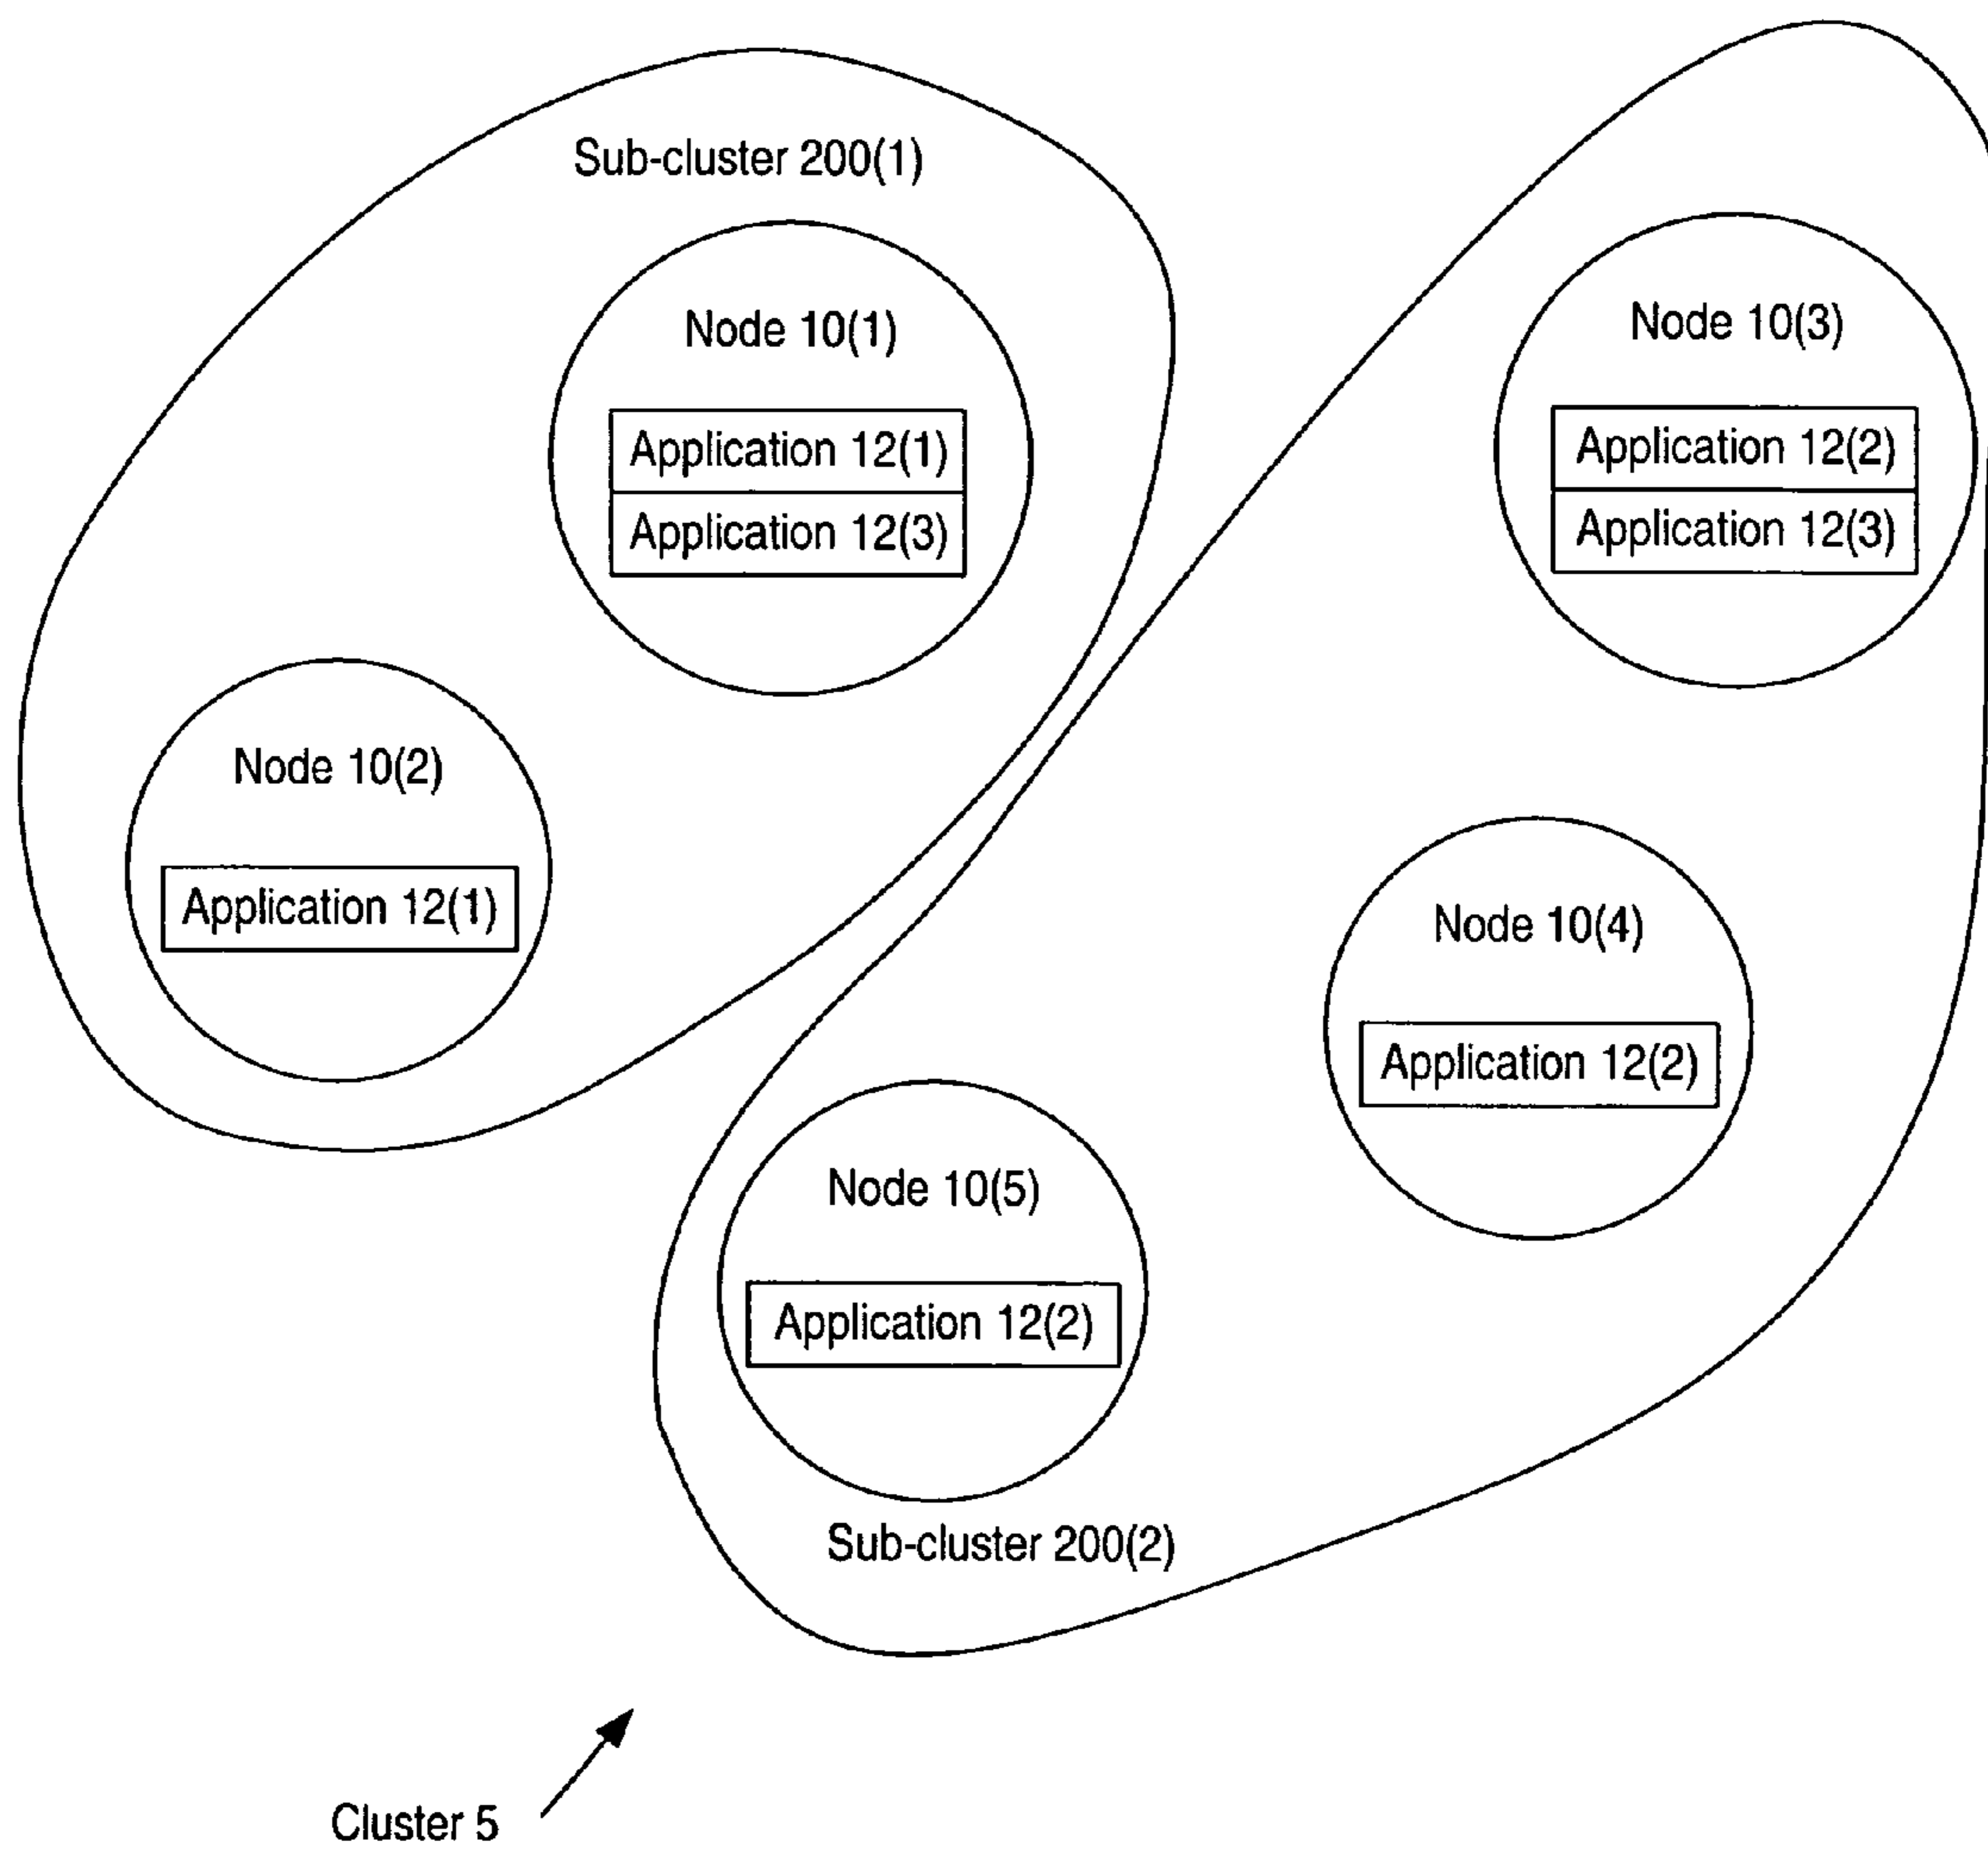 Sub-cluster 200(1)
Node 10(1)
Application 12(1)
Application 12(3)
Node 10(2)
Application 12(1)
Node 10(3)
Application 12(2)
Application 12(3)
Node 10(4)
Application 12(2)
Node 10(5)
Application 12(2)
Sub-cluster 200(2)
Cluster 5